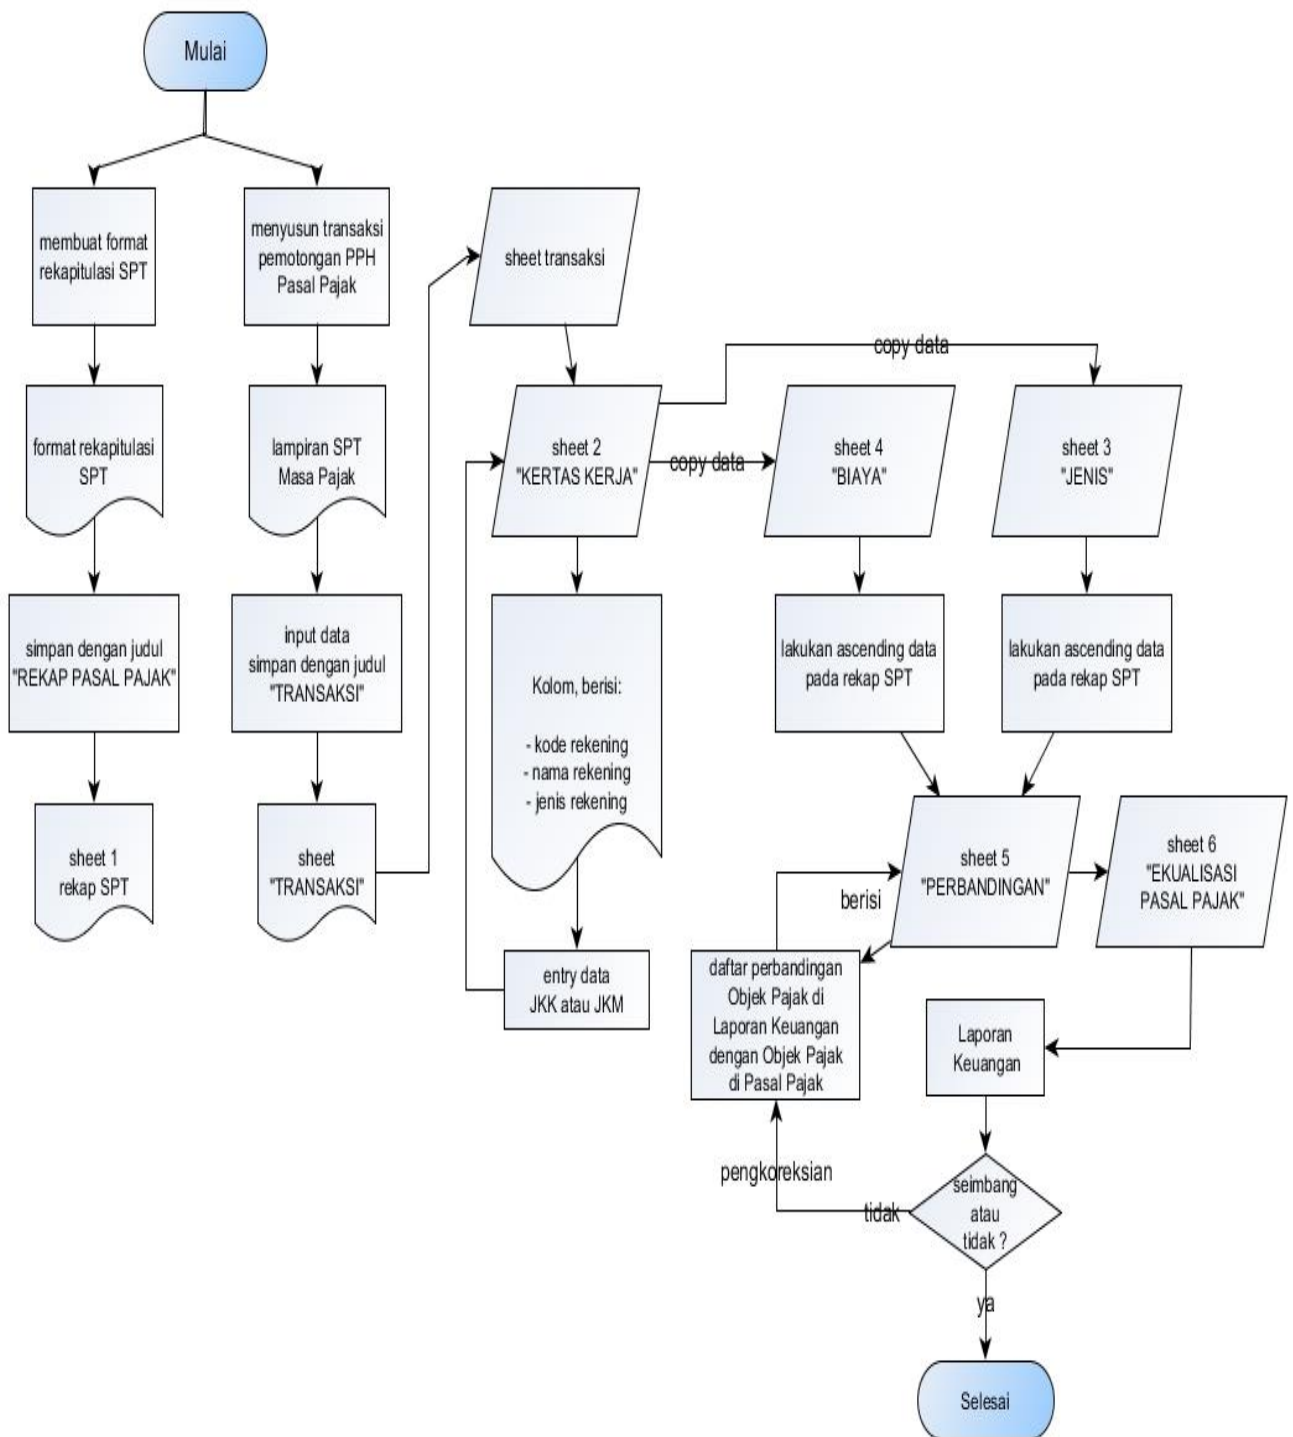 Mulai
membuat format
rekapitulasi SPT
menyusun transaksi
pemotongan PPH
Pasal Pajak
sheet transaksi
copy data
format rekapitulasi
SPT
lampiran SPT
Masa Pajak
sheet 2
"KERTAS KERJA"
copy data
sheet 4
"BIAYA"
sheet 3
"JENIS"
simpan dengan judul
"REKAP PASAL PAJAK"
input data
simpan dengan judul
"TRANSAKSI"
Kolom, berisi:
- kode rekening
- nama rekening
- jenis rekening
lakukan ascending data
pada rekap SPT
lakukan ascending data
pada rekap SPT
sheet 1
rekap SPT
sheet
"TRANSAKSI"
sheet 5
"PERBANDINGAN"
sheet 6
"EKUALISASI
PASAL PAJAK"
berisi
entry data
JKK atau JKM
daftar perbandingan
Objek Pajak di
Laporan Keuangan
dengan Objek Pajak
di Pasal Pajak
Laporan
Keuangan
pengkoreksian
tidak
seimbang
atau
tidak ?
ya
Selesai